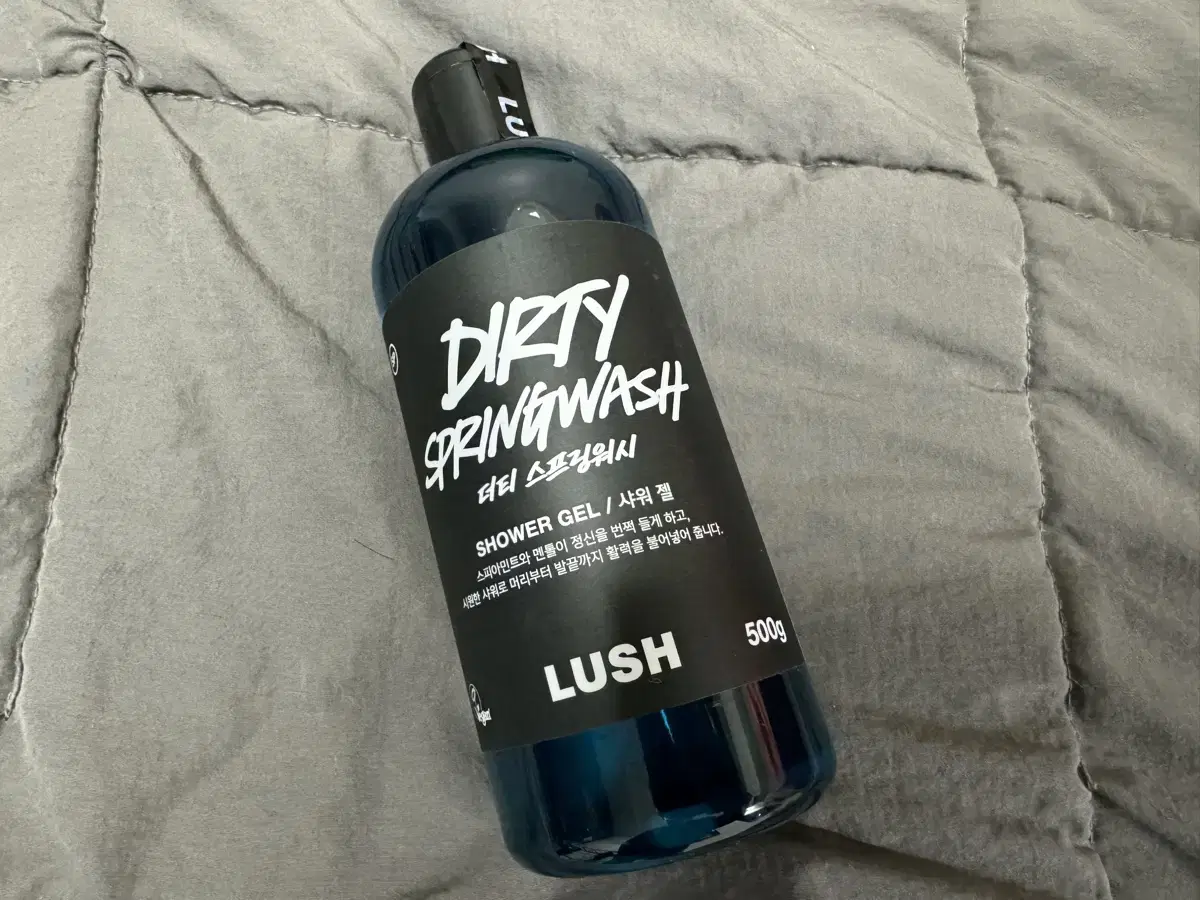 LU
DIRTY
SPRINGWASH
더티 스프링워시
SHOWER GEL / 샤워 젤
스피아민트와 멘톨이 정신을 번쩍 들게 하고,
시원한 샤워로 머리부터 발끝까지 활력을 불어넣어 줍니다.
500g
LUSH